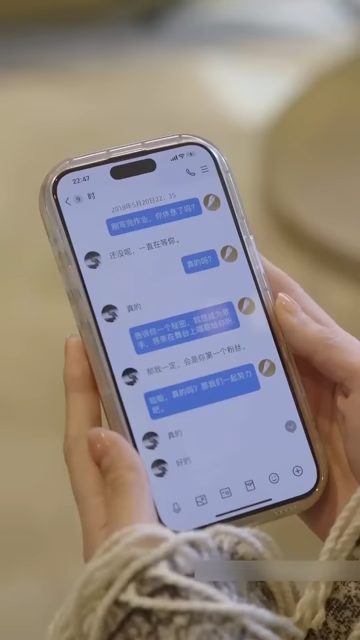 22:47
时
2018年5月20日22：35
刚写完作业，你休息了吗？
还没呢，一直在等你。
真的吗？
真的
告诉你一个秘密，我想成为歌
手，将来在舞台上唱歌给你听
那我一定，会是你第一个粉丝。
啦啦，真的吗？那我们一起努力
吧。
真的
好的